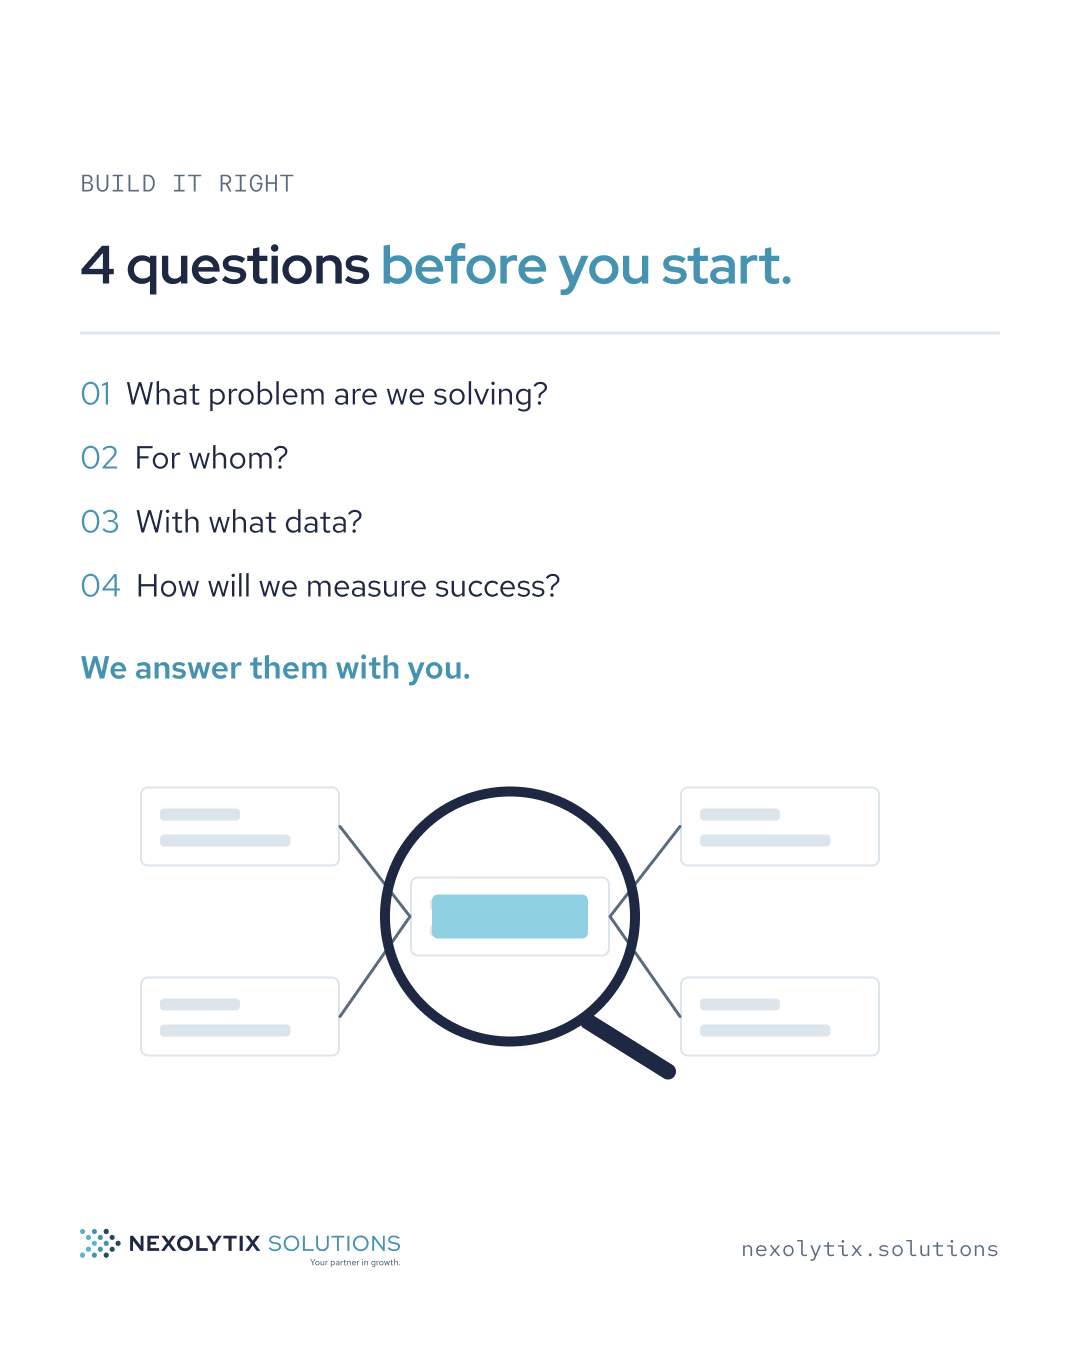 BUILD IT RIGHT
4 questions before you start.
01 What problem are we solving?
02 For whom?
03 With what data?
04 How will we measure success?
We answer them with you.
NEXOLYTIX SOLUTIONS
Your partner in growth.
nexolytix.solutions